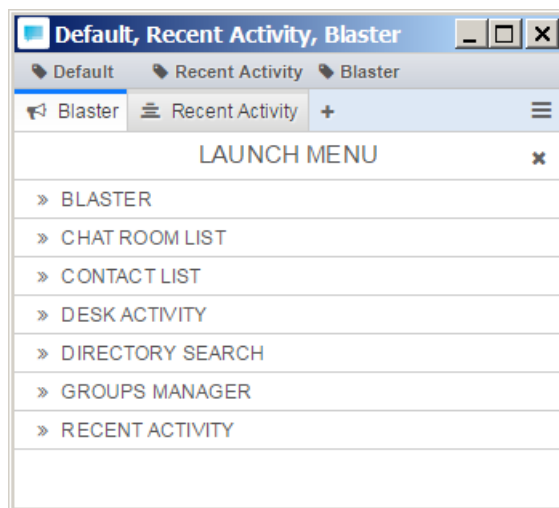 Default, Recent Activity, Blaster
Default Recent Activity Blaster
Blaster Recent Activity +
LAUNCH MENU
» BLASTER
» CHAT ROOM LIST
» CONTACT LIST
» DESK ACTIVITY
» DIRECTORY SEARCH
» GROUPS MANAGER
» RECENT ACTIVITY